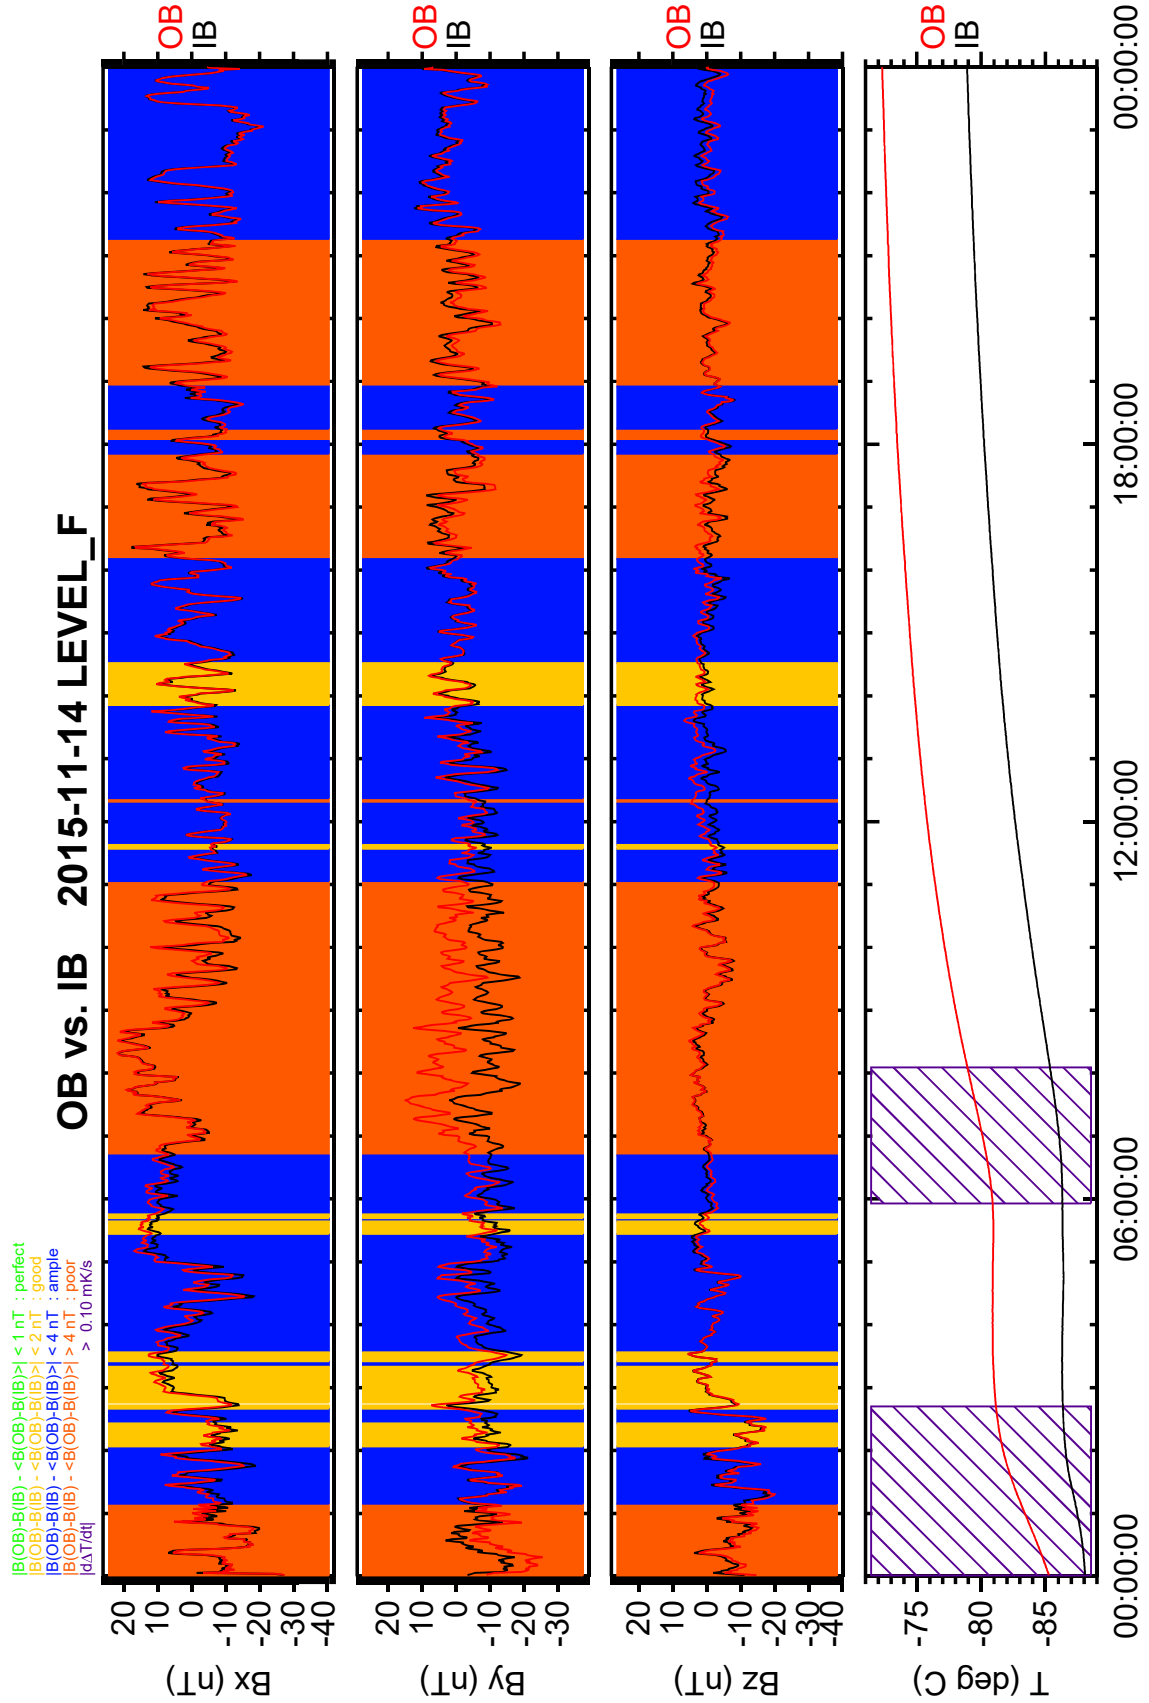 OB vs. IB 2015-11-14 LEVEL_F
|B(OB)-B(IB) - <B(OB)-B(IB)>| < 1 nT : perfect
|B(OB)-B(IB) - <B(OB)-B(IB)>| < 2 nT : good
|B(OB)-B(IB) - <B(OB)-B(IB)>| < 4 nT : ample
|B(OB)-B(IB) - <B(OB)-B(IB)>| > 4 nT : poor
|dΔT/dt| > 0.10 mK/s
Bx (nT)
20
10
0
-10
-20
-30
-40
OB
IB
By (nT)
20
10
0
-10
-20
-30
OB
IB
Bz (nT)
20
10
0
-10
-20
-30
-40
OB
IB
T (deg C)
-75
-80
-85
OB
IB
00:00:00
06:00:00
12:00:00
18:00:00
00:00:00